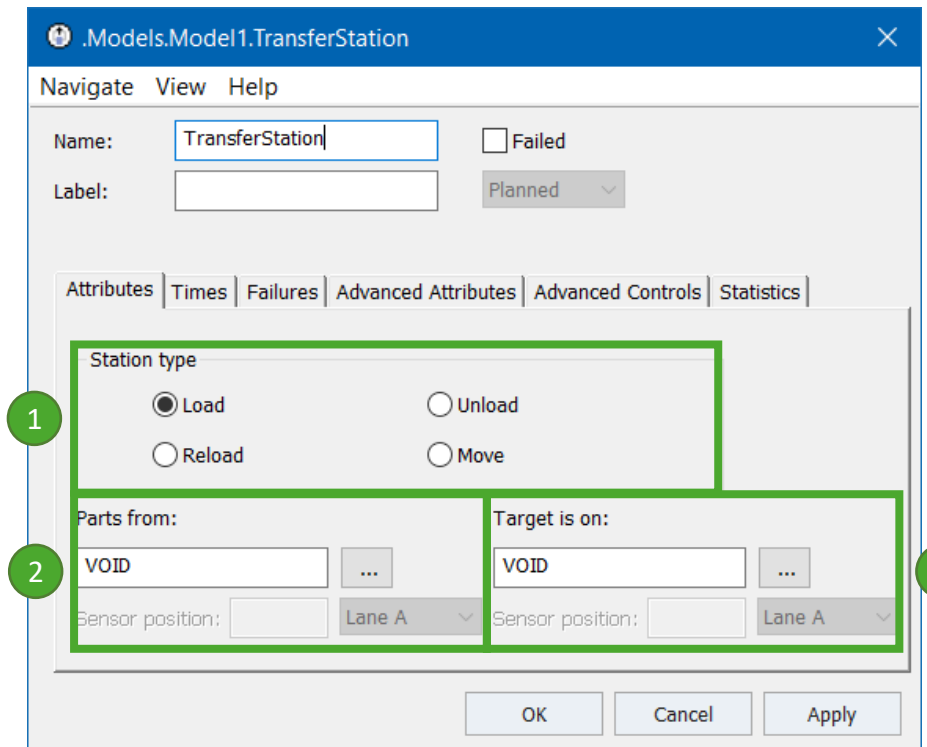 .Models.Model1.TransferStation
Navigate View Help
Name: TransferStation Failed
Label: Planned
Attributes Times Failures Advanced Attributes Advanced Controls Statistics
Station type
1
Load Unload
Reload Move
Parts from: Target is on:
2
VOID ... VOID ...
Sensor position: Lane A Sensor position: Lane A
OK Cancel Apply